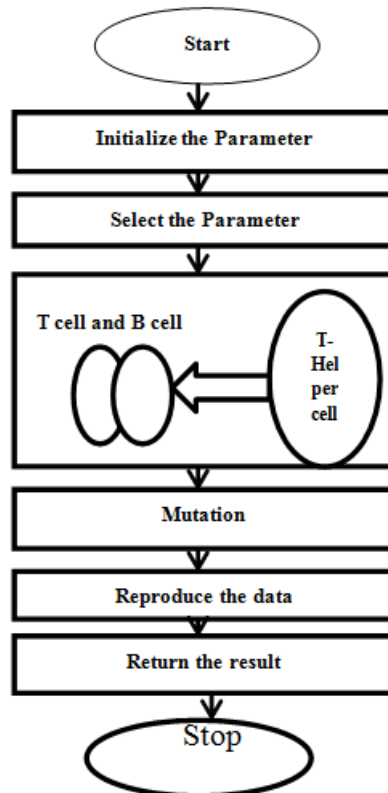 Start
Initialize the Parameter
Select the Parameter
T cell and B cell
T-
Hel
per
cell
Mutation
Reproduce the data
Return the result
Stop